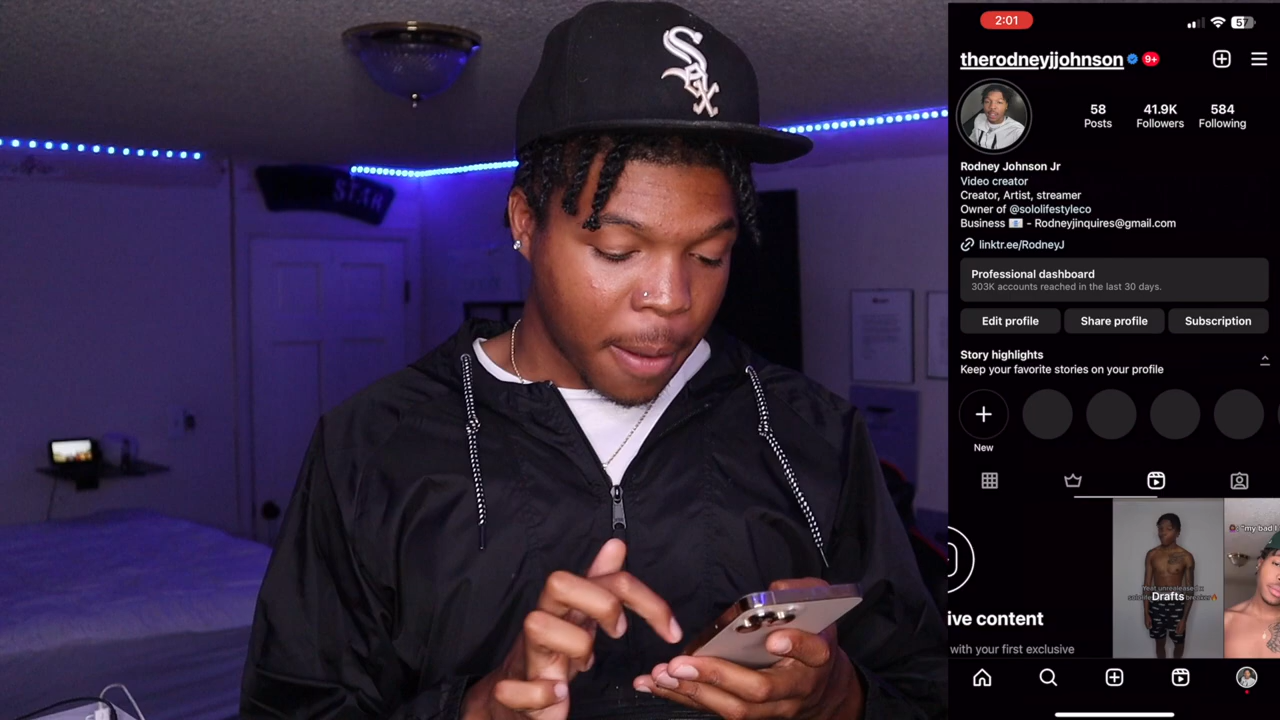 Sox
STAR
2:01
57
therodneyjjohnson
9+
58
41.9K
584
Posts
Followers
Following
Rodney Johnson Jr
Video creator
Creator, Artist, streamer
Owner of @sololifestyleco
Business 📧 - Rodneyjinquires@gmail.com
linktr.ee/RodneyJ
Professional dashboard
303K accounts reached in the last 30 days.
Edit profile
Share profile
Subscription
Story highlights
Keep your favorite stories on your profile
New
Drafts
"my bad I
ive content
with your first exclusive